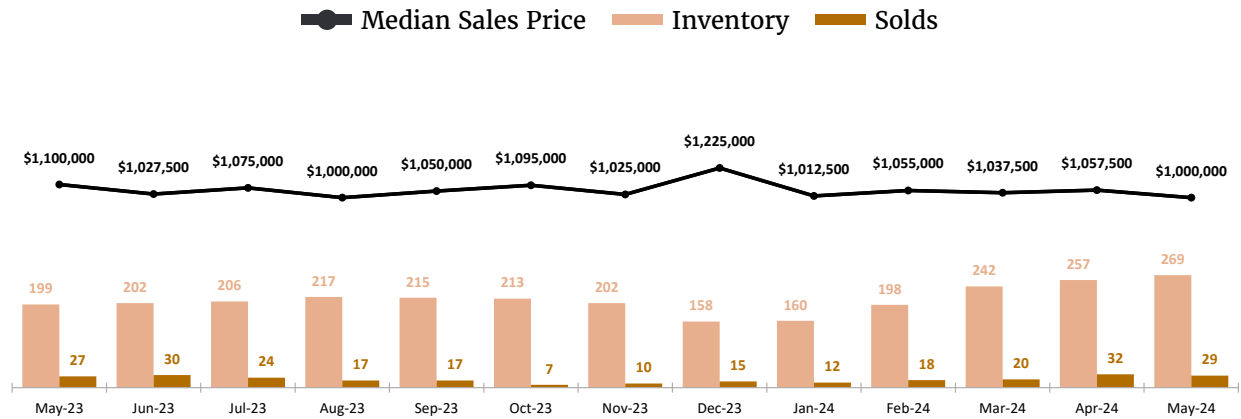 Median Sales Price Inventory Solds
$1,225,000
$1,100,000 $1,027,500 $1,075,000 $1,000,000 $1,050,000 $1,095,000 $1,025,000 $1,012,500 $1,055,000 $1,037,500 $1,057,500 $1,000,000
199 202 206 217 215 213 202 158 160 198 242 257 269
27 30 24 17 17 7 10 15 12 18 20 32 29
May-23 Jun-23 Jul-23 Aug-23 Sep-23 Oct-23 Nov-23 Dec-23 Jan-24 Feb-24 Mar-24 Apr-24 May-24